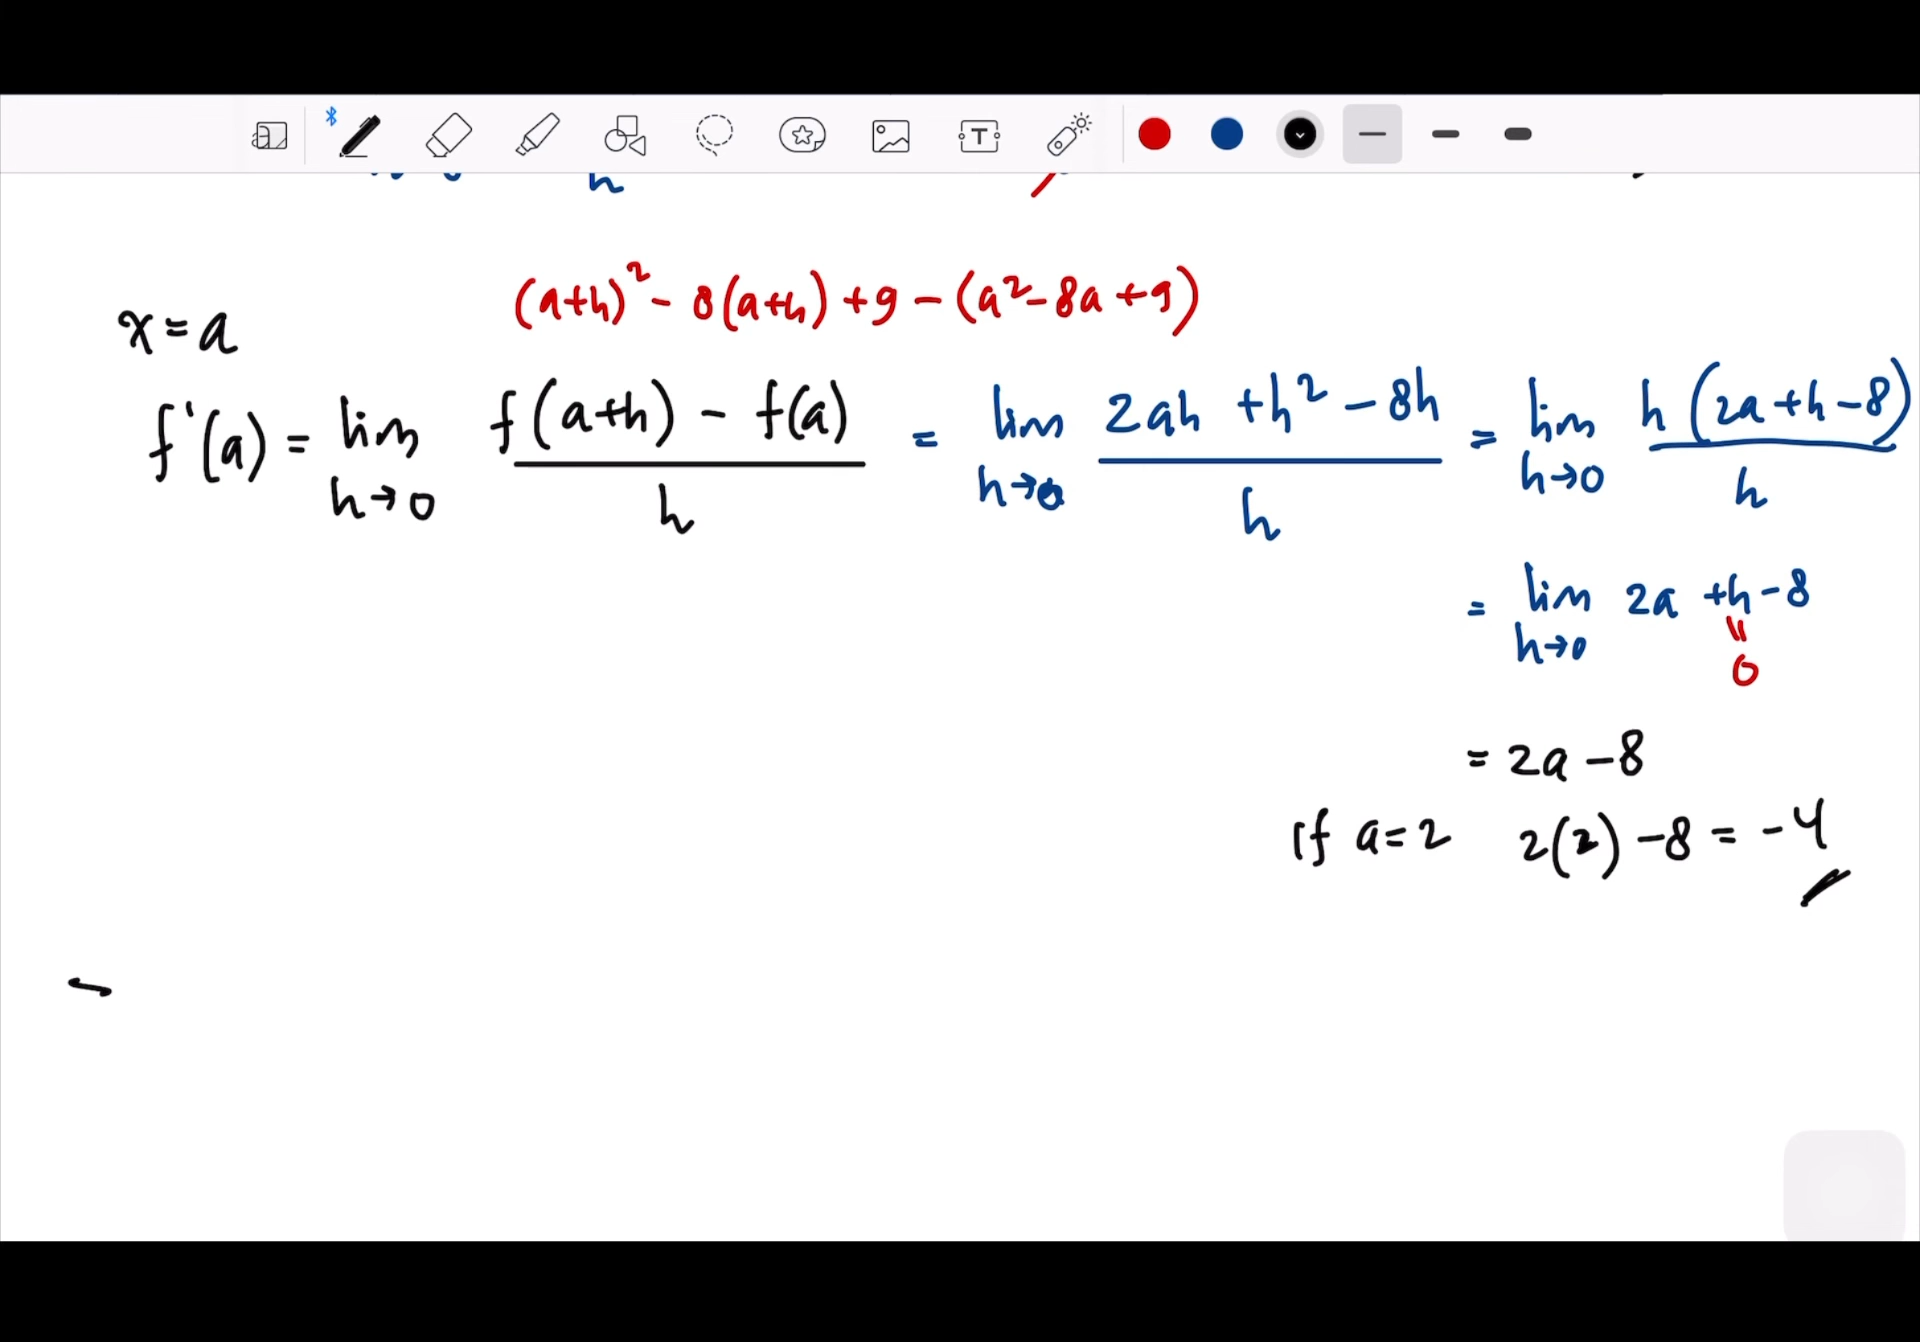 h
x = a
(a+h)² - 8(a+h) + 9 - (a² - 8a + 9)
f'(a) = lim h→0 f(a+h) - f(a) / h = lim h→0 2ah + h² - 8h / h = lim h→0 h(2a+h-8) / h
= lim h→0 2a + h - 8
0
= 2a - 8
If a = 2 2(2) - 8 = -4